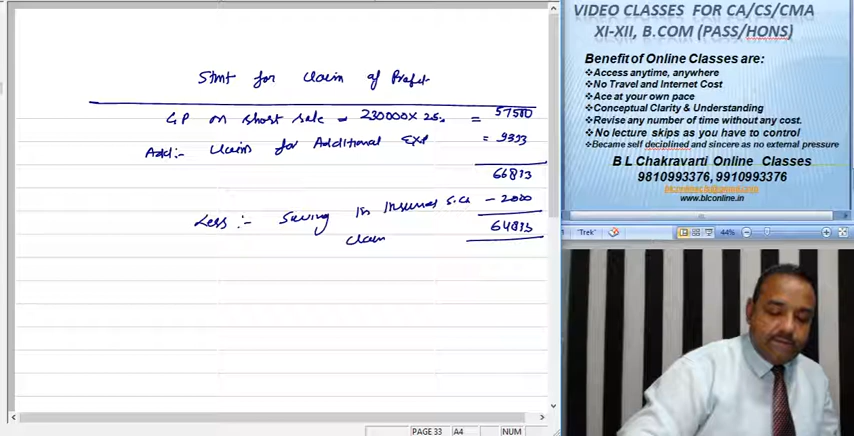 Stmt for Claim of Profit
GP on short sale = 230000 X 25% = 57500
Add:- Claim for Additional Exp = 9333
66833
Less:- Saving in Insured S.C. - 2000
Claim
64833
PAGE 33 A4 NUM
VIDEO CLASSES FOR CA/CS/CMA
XI-XII, B.COM (PASS/HONS)
Benefit of Online Classes are:
❖Access anytime, anywhere
❖No Travel and Internet Cost
❖Ace at your own pace
❖Conceptual Clarity & Understanding
❖Revise any number of time without any cost.
❖No lecture skips as you have to control
❖Became self deciplined and sincere as no external pressure
B L Chakravarti Online Classes
9810993376, 9910993376
www.blconline.in
"Trek"
44%